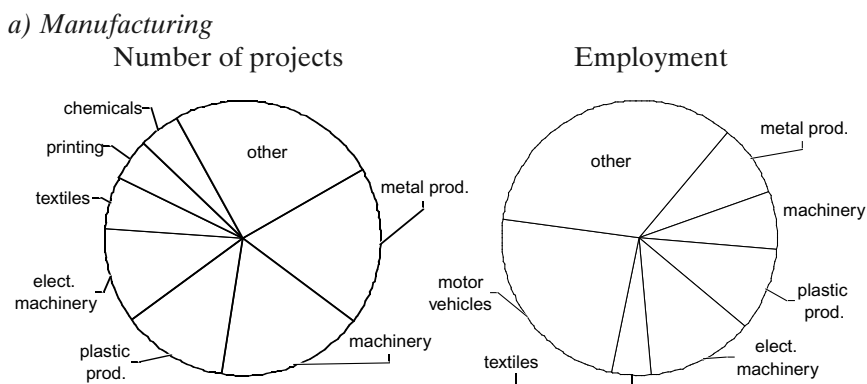 a) Manufacturing
Number of projects
Employment
chemicals
printing
textiles
elect.
machinery
plastic
prod.
other
metal prod.
machinery
other
metal prod.
machinery
plastic
prod.
elect.
machinery
motor
vehicles
textiles